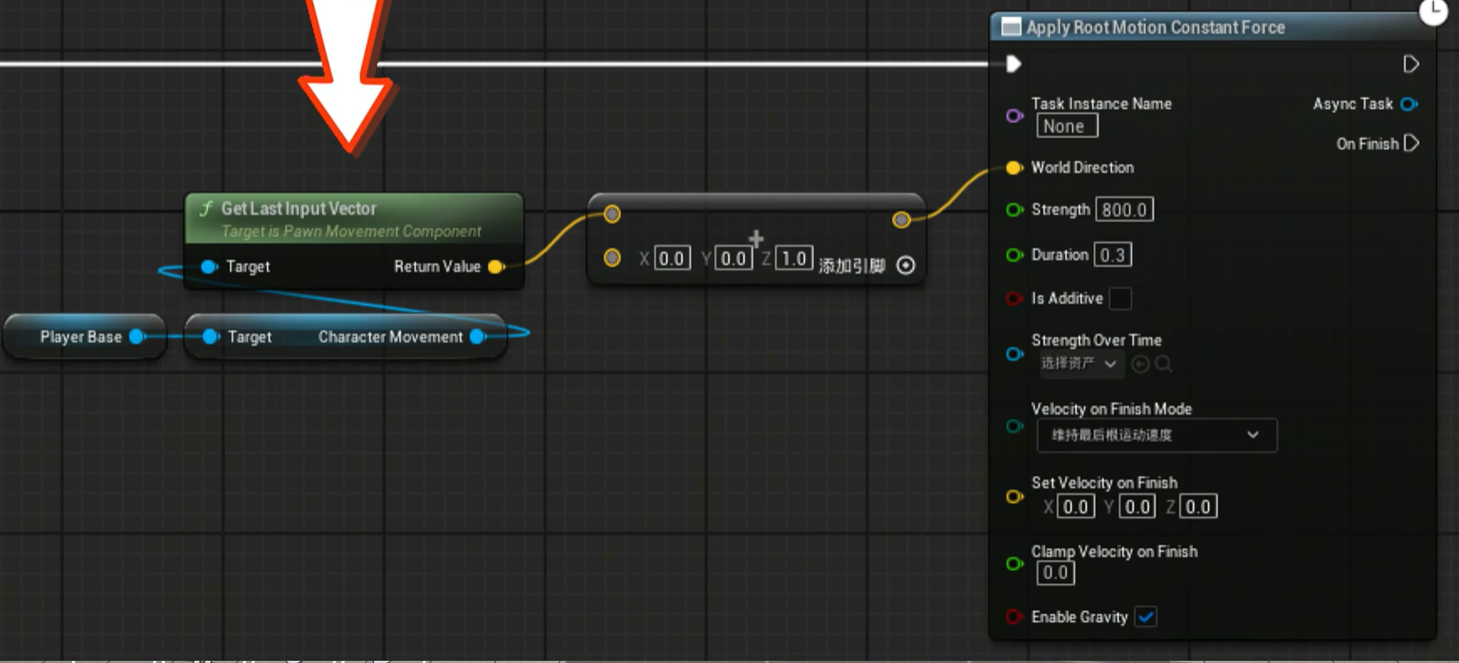 Apply Root Motion Constant Force
Task Instance Name
None
Async Task
On Finish
World Direction
Strength 800.0
Duration 0.3
Is Additive
Strength Over Time
选择资产
Velocity on Finish Mode
维持最后根运动速度
Set Velocity on Finish
X 0.0 Y 0.0 Z 0.0
Clamp Velocity on Finish
0.0
Enable Gravity
f Get Last Input Vector
Target is Pawn Movement Component
Target Return Value
X 0.0 Y 0.0 Z 1.0 添加引脚
Player Base
Target Character Movement